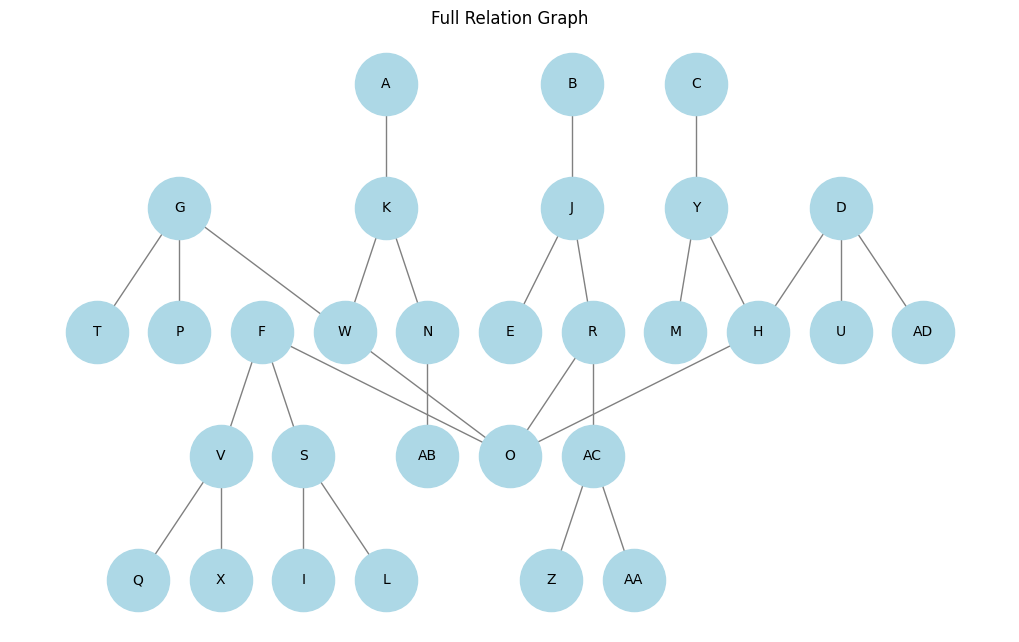 Full Relation Graph
A B C
G K J Y D
T P F W N E R M H U AD
V S AB O AC
Q X I L Z AA